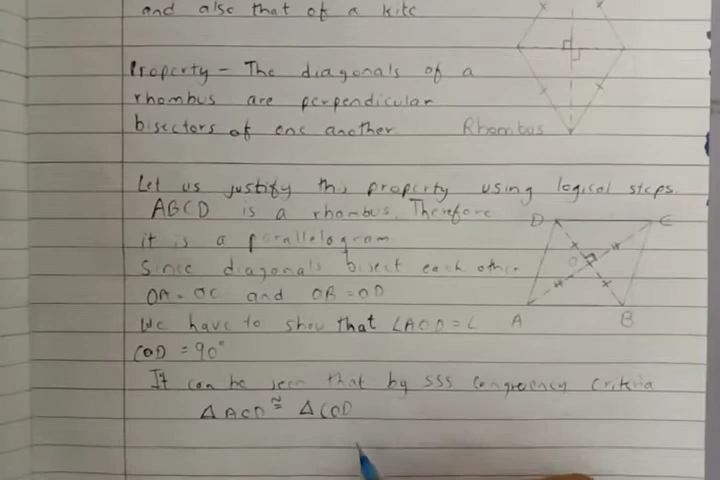 and also that of a kite
Property - The diagonals of a
rhombus are perpendicular
bisectors of one another
Rhombus
Let us justify this property using logical steps.
ABCD is a rhombus. Therefore
it is a parallelogram
Since diagonals bisect each other
OA = OC and OB = OD
We have to show that ∠AOD = ∠
COD = 90°
It can be seen that by SSS congruency criteria
△ AOD ≅ △ COD
D C
O
A B